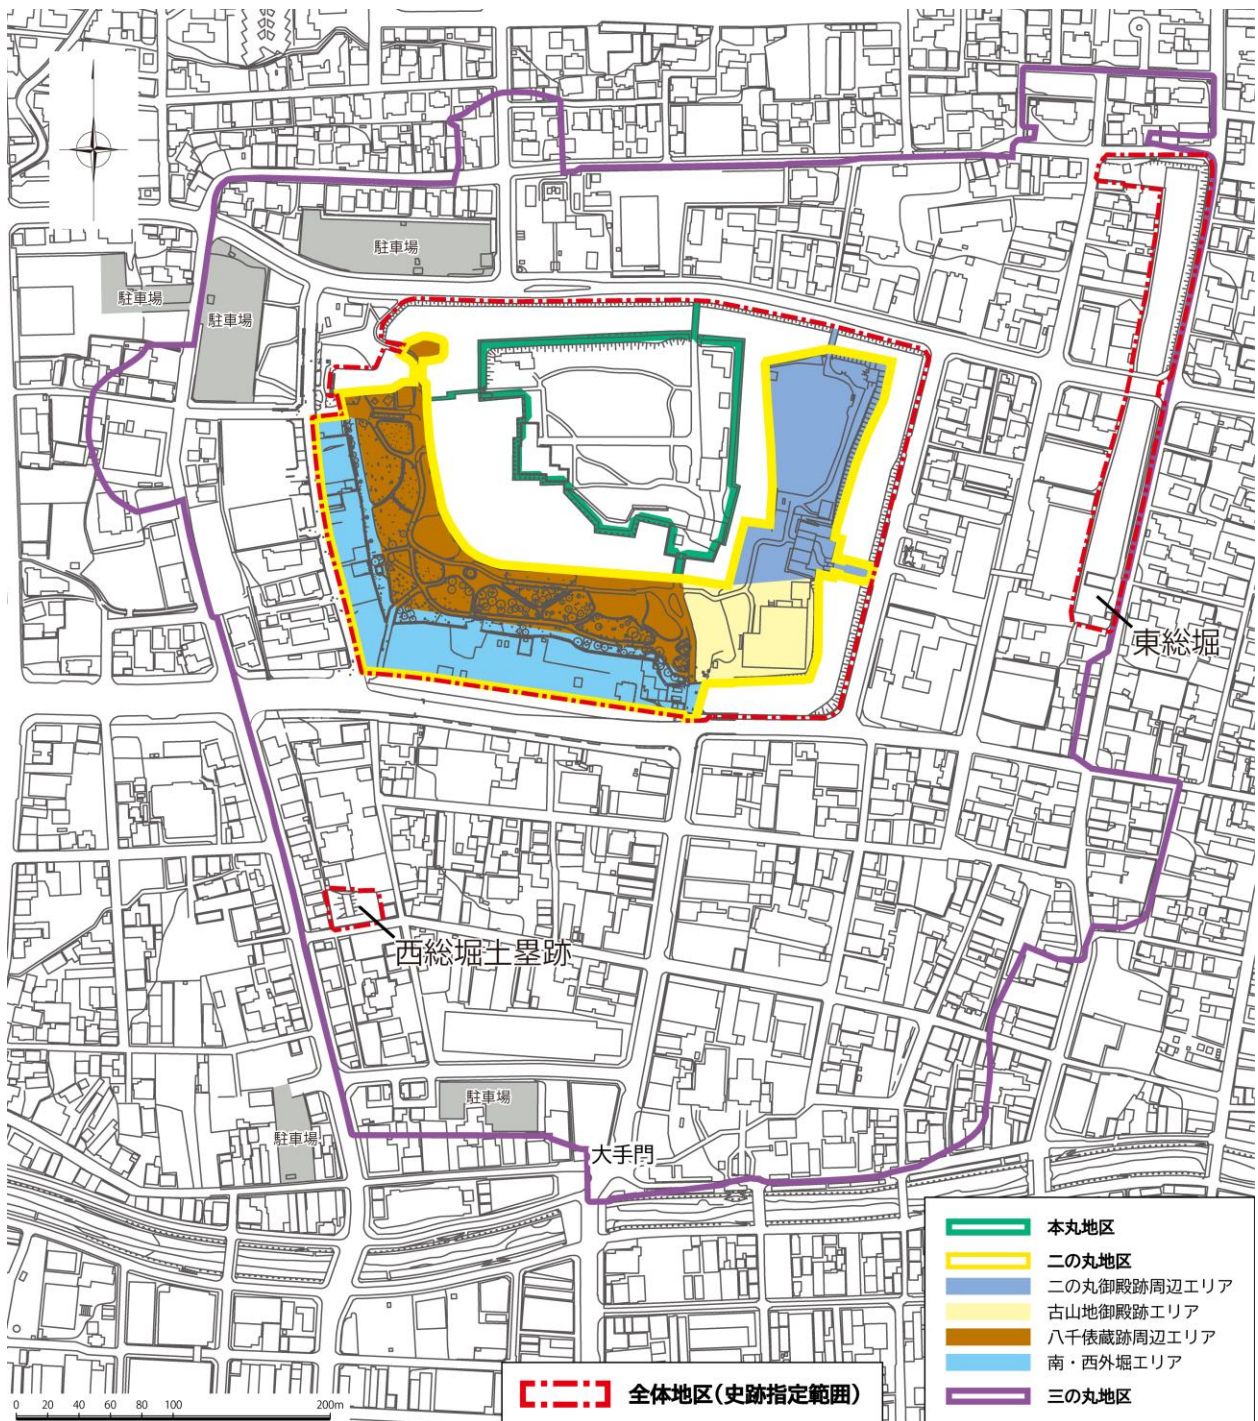 駐車場
駐車場
駐車場
東総堀
西総堀土塁跡
駐車場
駐車場
大手門
本丸地区
二の丸地区
二の丸御殿跡周辺エリア
古山地御殿跡エリア
八千俵蔵跡周辺エリア
南・西外堀エリア
三の丸地区
全体地区(史跡指定範囲)
0 20 40 60 80 100 200m